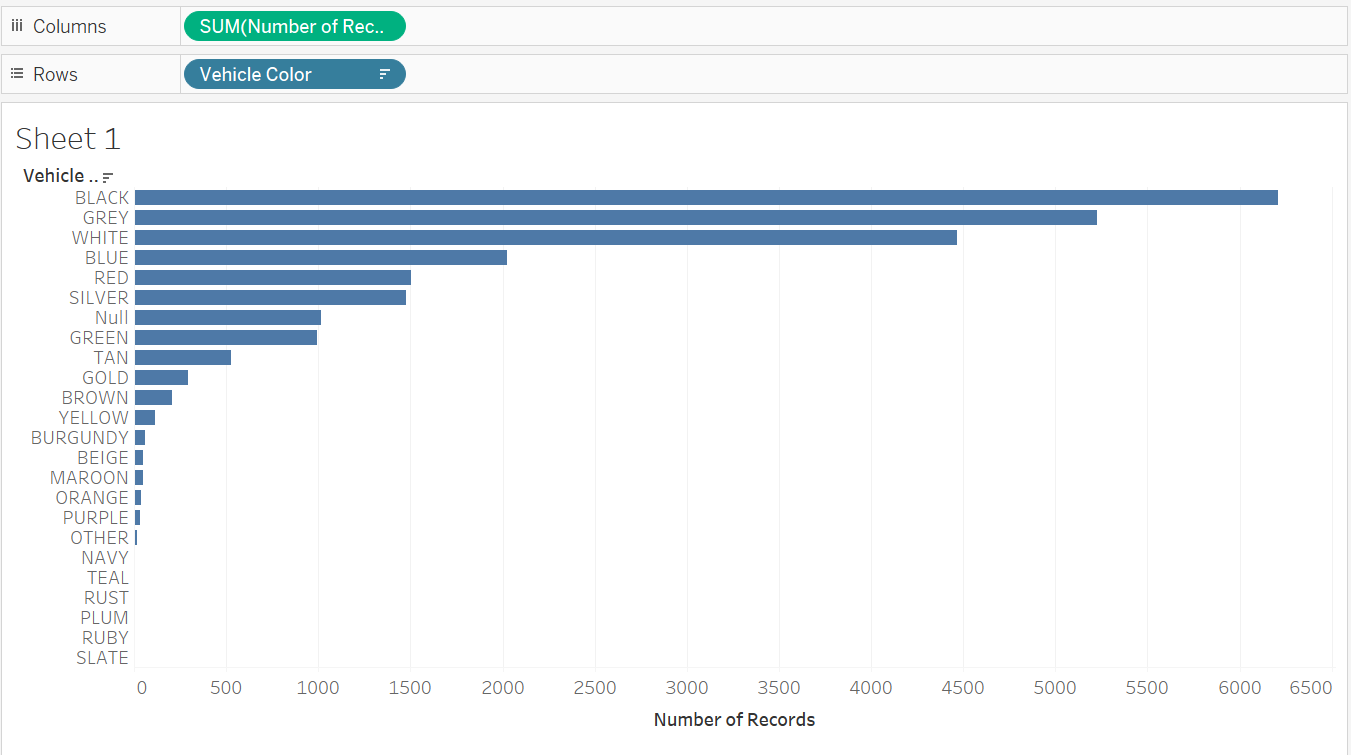 Columns SUM(Number of Rec..
Rows Vehicle Color
Sheet 1
Vehicle ..
BLACK
GREY
WHITE
BLUE
RED
SILVER
Null
GREEN
TAN
GOLD
BROWN
YELLOW
BURGUNDY
BEIGE
MAROON
ORANGE
PURPLE
OTHER
NAVY
TEAL
RUST
PLUM
RUBY
SLATE
0 500 1000 1500 2000 2500 3000 3500 4000 4500 5000 5500 6000 6500
Number of Records